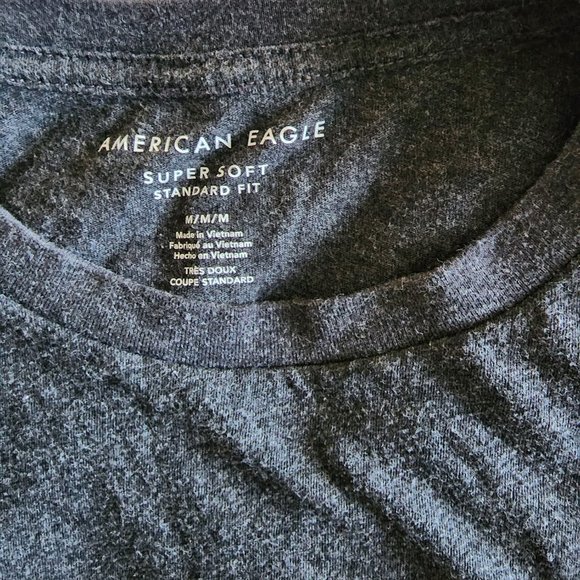 AMERICAN EAGLE
SUPER SOFT
STANDARD FIT
M/M/M
Made in Vietnam
Fabriqué au Vietnam
Hecho en Vietnam
TRÈS DOUX
COUPE STANDARD